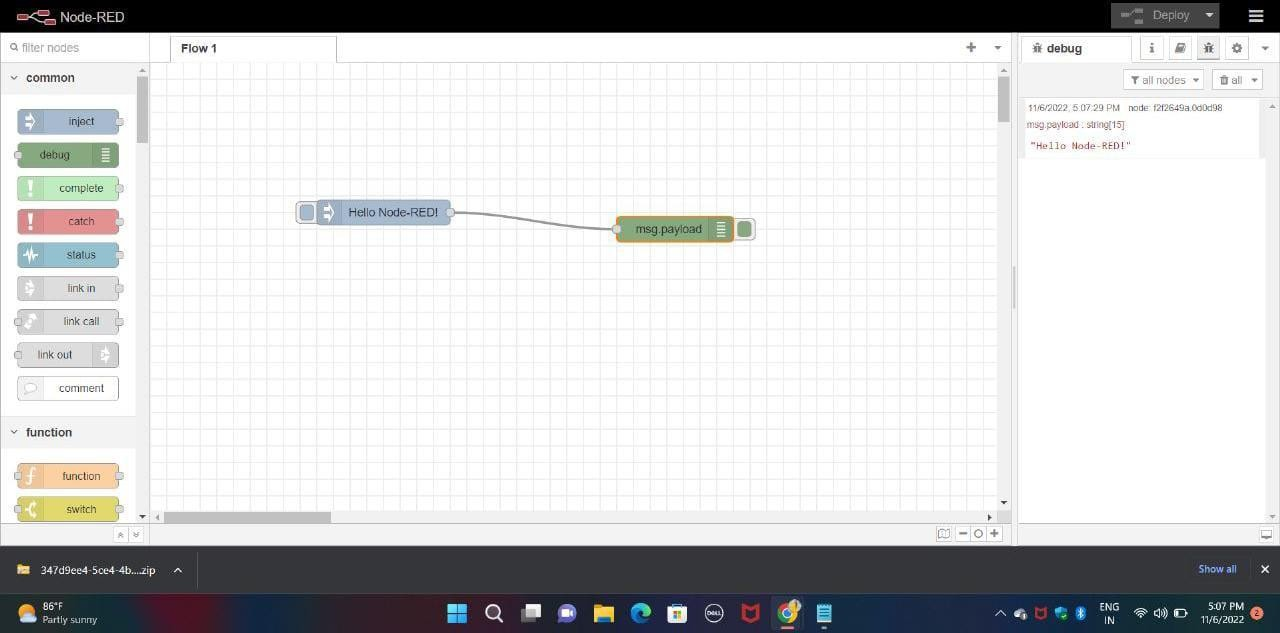 Node-RED
Deploy
filter nodes
Flow 1
debug
i
common
all nodes
all
inject
debug
complete
catch
status
link in
link call
link out
comment
function
function
switch
Hello Node-RED!
msg.payload
11/6/2022, 5:07:29 PM node: f2f2649a.0d0d98
msg.payload : string[15]
"Hello Node-RED!"
347d9ee4-5ce4-4b....zip
Show all
86°F
Partly sunny
DELL
ENG
IN
5:07 PM
11/6/2022
2